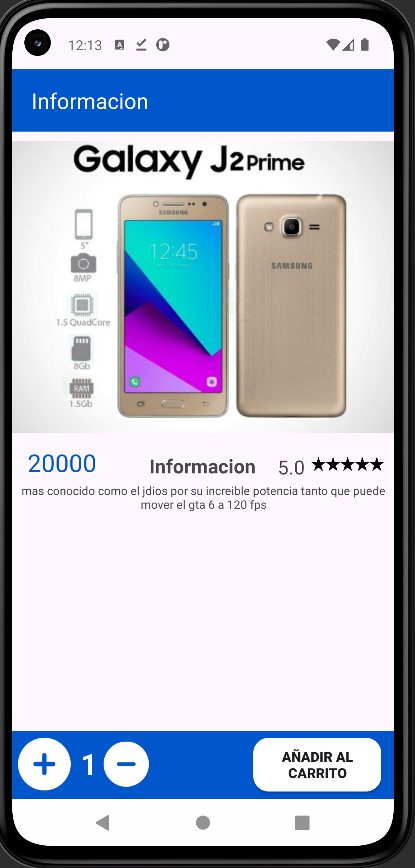 12:13
Informacion
Galaxy J2 Prime
SAMSUNG
12:45
5"
8MP
SAMSUNG
1.5 QuadCore
8Gb
RAM
1.5Gb
20000
Informacion
5.0 ★★★★★
mas conocido como el jdios por su increible potencia tanto que puede
mover el gta 6 a 120 fps
+ 1 −
AÑADIR AL
CARRITO